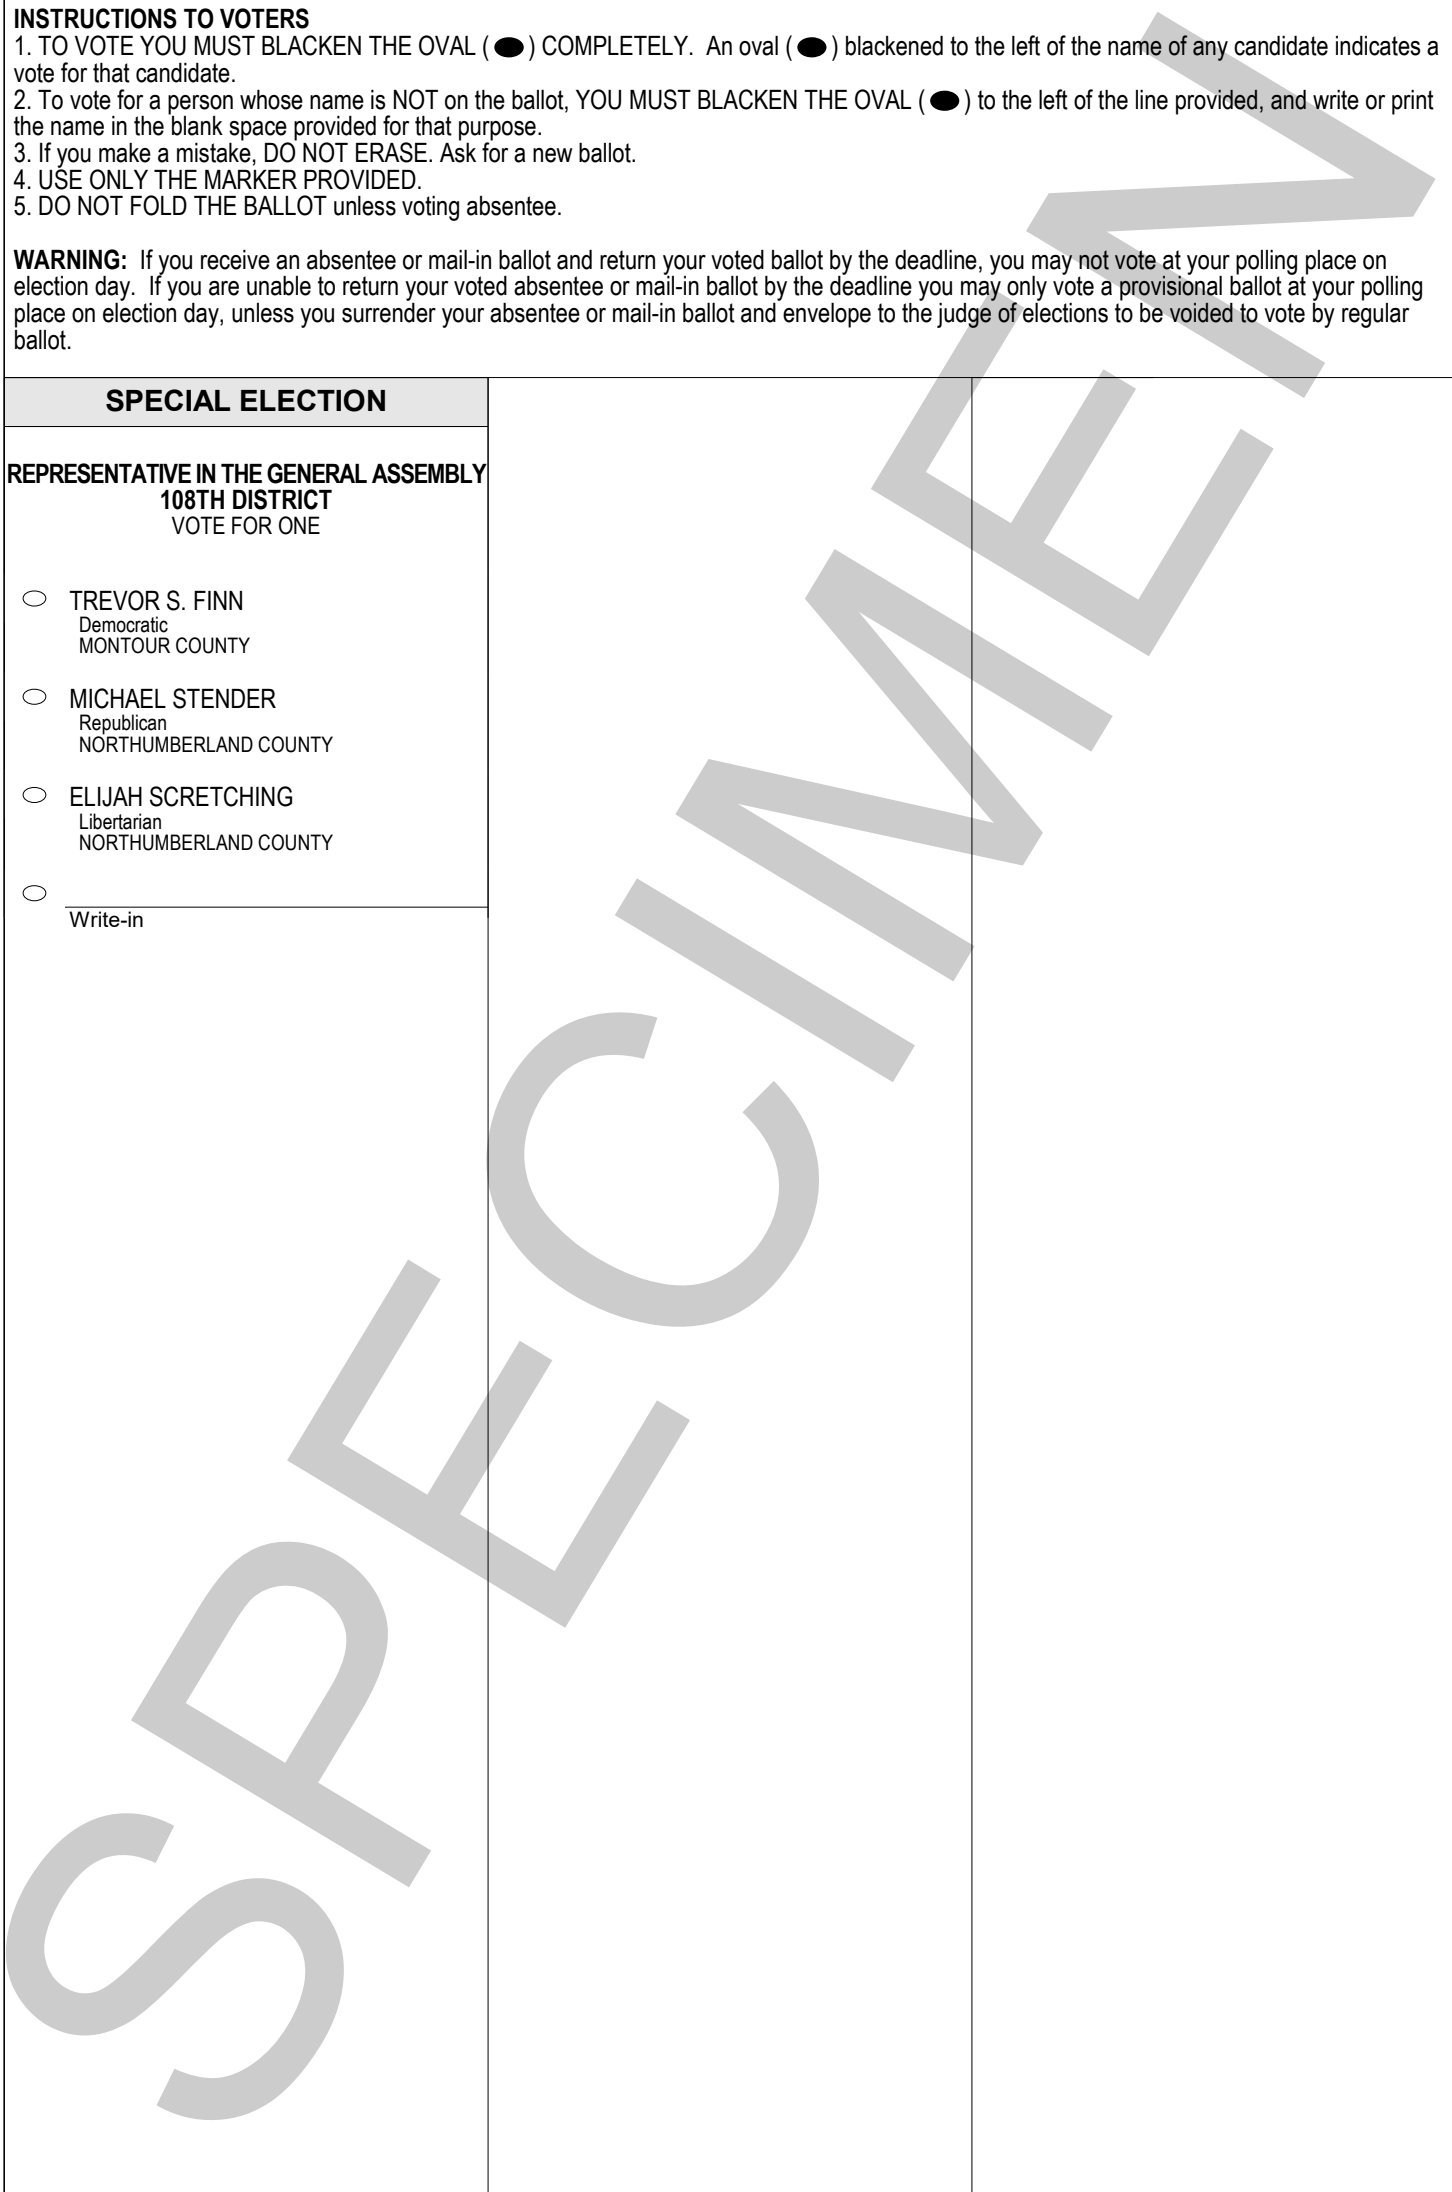 INSTRUCTIONS TO VOTERS
1. TO VOTE YOU MUST BLACKEN THE OVAL ( ) COMPLETELY.  An oval ( ) blackened to the left of the name of any candidate indicates a
vote for that candidate.
2. To vote for a person whose name is NOT on the ballot, YOU MUST BLACKEN THE OVAL ( ) to the left of the line provided, and write or print
the name in the blank space provided for that purpose.
3. If you make a mistake, DO NOT ERASE. Ask for a new ballot.
4. USE ONLY THE MARKER PROVIDED.
5. DO NOT FOLD THE BALLOT unless voting absentee.
WARNING:  If you receive an absentee or mail-in ballot and return your voted ballot by the deadline, you may not vote at your polling place on
election day.  If you are unable to return your voted absentee or mail-in ballot by the deadline you may only vote a provisional ballot at your polling
place on election day, unless you surrender your absentee or mail-in ballot and envelope to the judge of elections to be voided to vote by regular
ballot.
SPECIAL ELECTION
REPRESENTATIVE IN THE GENERAL ASSEMBLY
108TH DISTRICT
VOTE FOR ONE
TREVOR S. FINN
Democratic
MONTOUR COUNTY
MICHAEL STENDER
Republican
NORTHUMBERLAND COUNTY
ELIJAH SCRETCHING
Libertarian
NORTHUMBERLAND COUNTY
Write-in
SPECIMEN